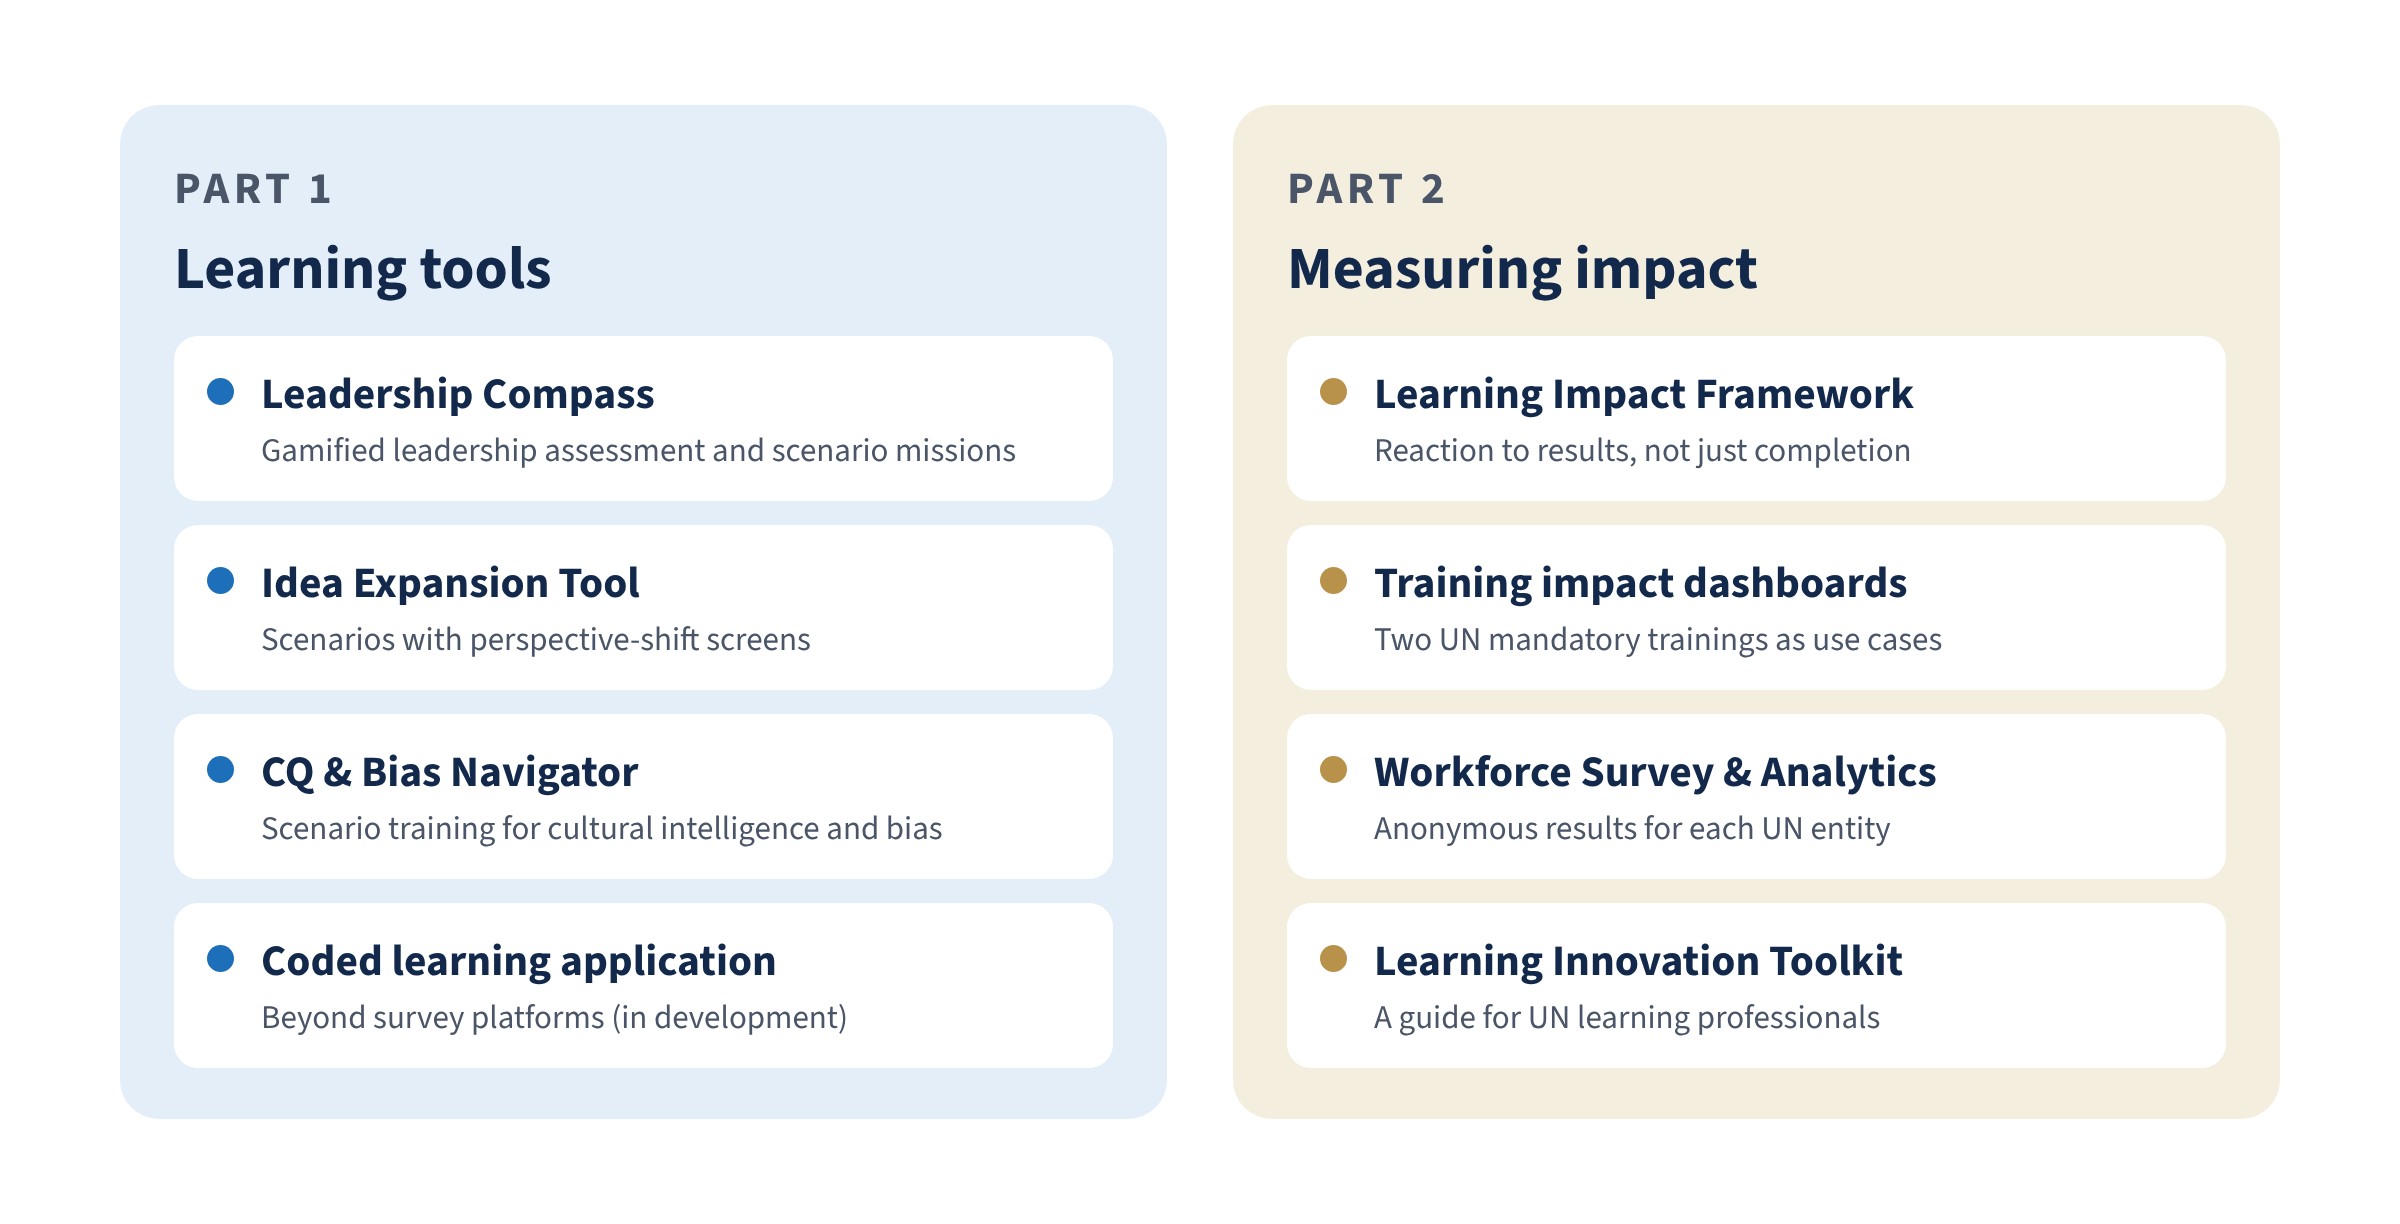 PART 1
Learning tools
Leadership Compass
Gamified leadership assessment and scenario missions
Idea Expansion Tool
Scenarios with perspective-shift screens
CQ & Bias Navigator
Scenario training for cultural intelligence and bias
Coded learning application
Beyond survey platforms (in development)
PART 2
Measuring impact
Learning Impact Framework
Reaction to results, not just completion
Training impact dashboards
Two UN mandatory trainings as use cases
Workforce Survey & Analytics
Anonymous results for each UN entity
Learning Innovation Toolkit
A guide for UN learning professionals